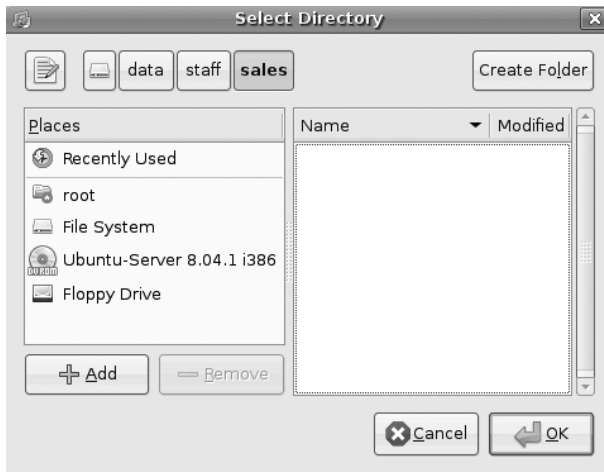 Select Directory
data staff sales Create Folder
Places
Name Modified
Recently Used
root
File System
Ubuntu-Server 8.04.1 i386
Floppy Drive
Add Remove
Cancel OK